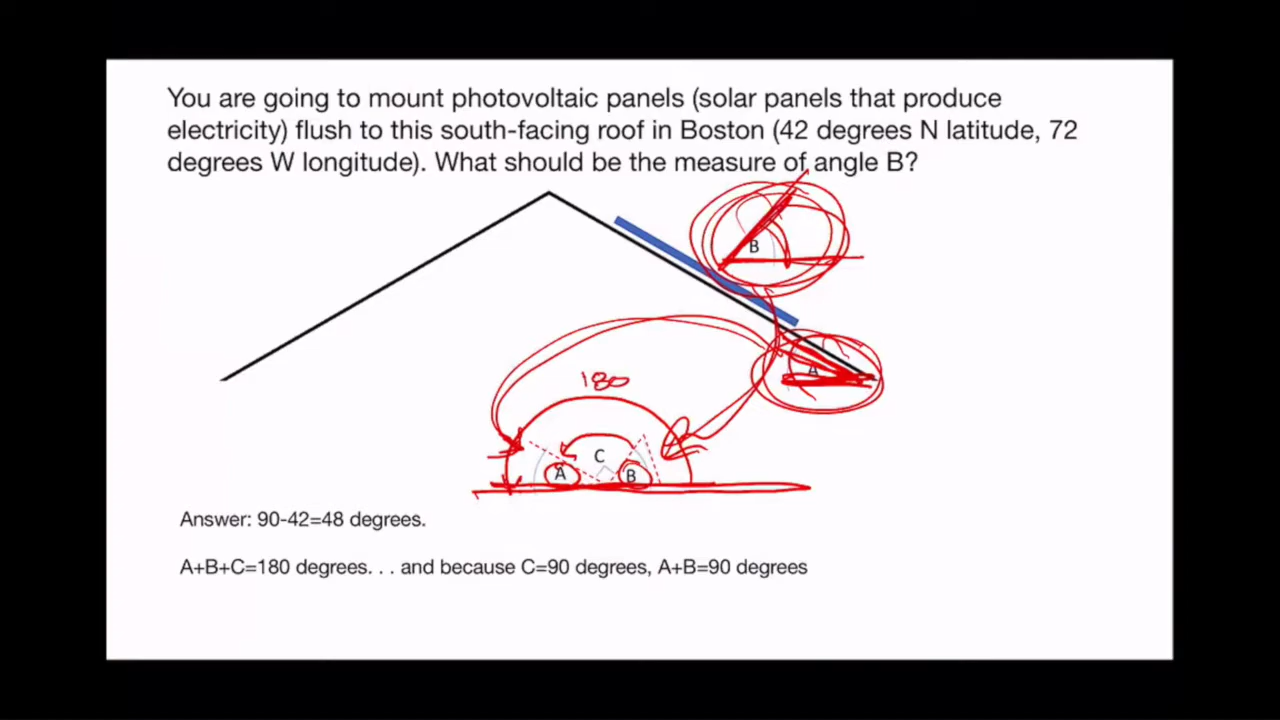 You are going to mount photovoltaic panels (solar panels that produce
electricity) flush to this south-facing roof in Boston (42 degrees N latitude, 72
degrees W longitude). What should be the measure of angle B?
B
A
180
C
A
B
Answer: 90-42=48 degrees.
A+B+C=180 degrees. . . and because C=90 degrees, A+B=90 degrees